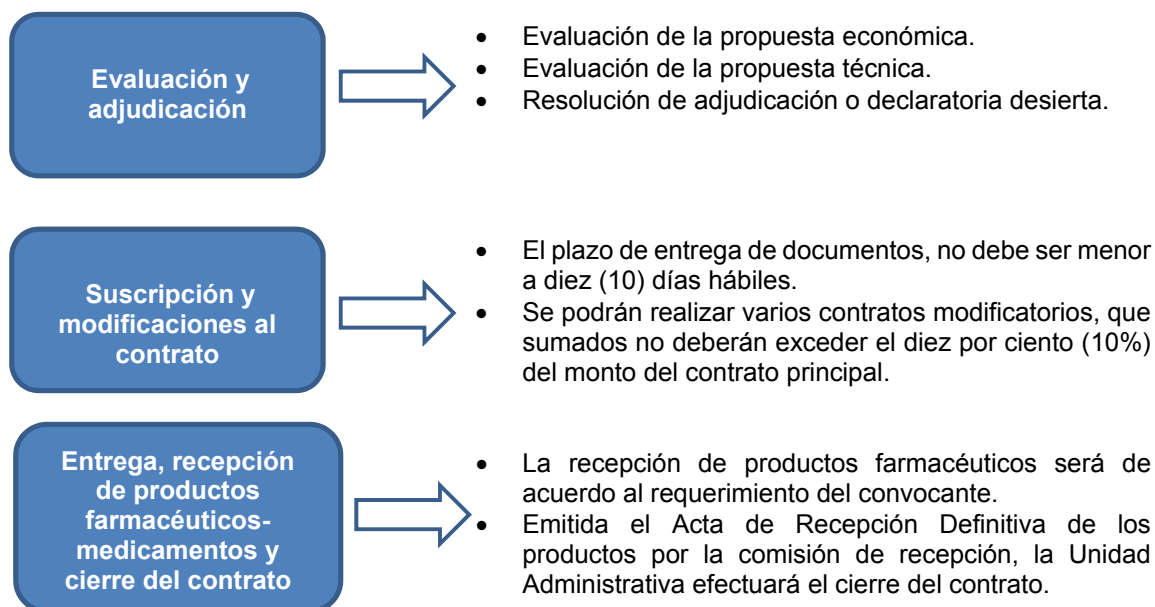 Evaluación y
adjudicación
• Evaluación de la propuesta económica.
• Evaluación de la propuesta técnica.
• Resolución de adjudicación o declaratoria desierta.
Suscripción y
modificaciones al
contrato
• El plazo de entrega de documentos, no debe ser menor
a diez (10) días hábiles.
• Se podrán realizar varios contratos modificatorios, que
sumados no deberán exceder el diez por ciento (10%)
del monto del contrato principal.
Entrega, recepción
de productos
farmacéuticos-
medicamentos y
cierre del contrato
• La recepción de productos farmacéuticos será de
acuerdo al requerimiento del convocante.
• Emitida el Acta de Recepción Definitiva de los
productos por la comisión de recepción, la Unidad
Administrativa efectuará el cierre del contrato.